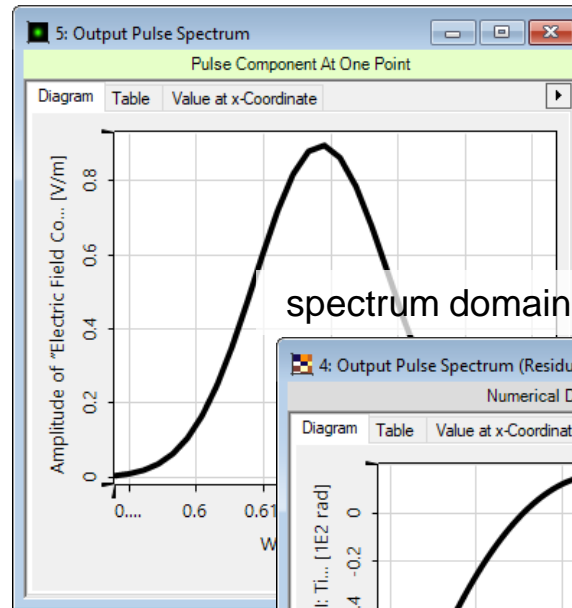 5: Output Pulse Spectrum
Pulse Component At One Point
Diagram Table Value at x-Coordinate
Amplitude of "Electric Field Co... [V/m]
0.8
0.6
0.4
0.2
0
0.... 0.6 0.61
W
spectrum domain
4: Output Pulse Spectrum (Residu
Numerical D
Diagram Table Value at x-Coordinat
l: Ti... [1E2 rad]
0
-0.2
.4